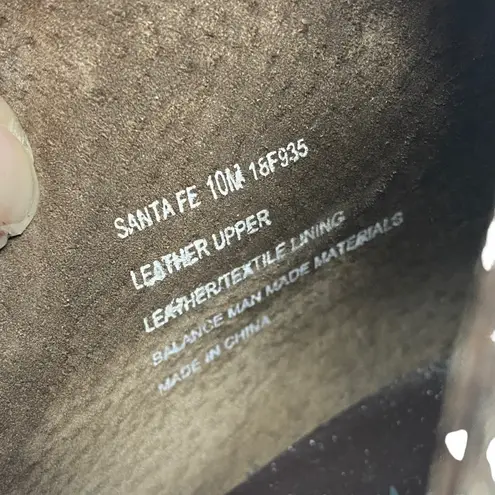 SANTA FE 10M 18F935
LEATHER UPPER
LEATHER/TEXTILE LINING
BALANCE MAN MADE MATERIALS
MADE IN CHINA